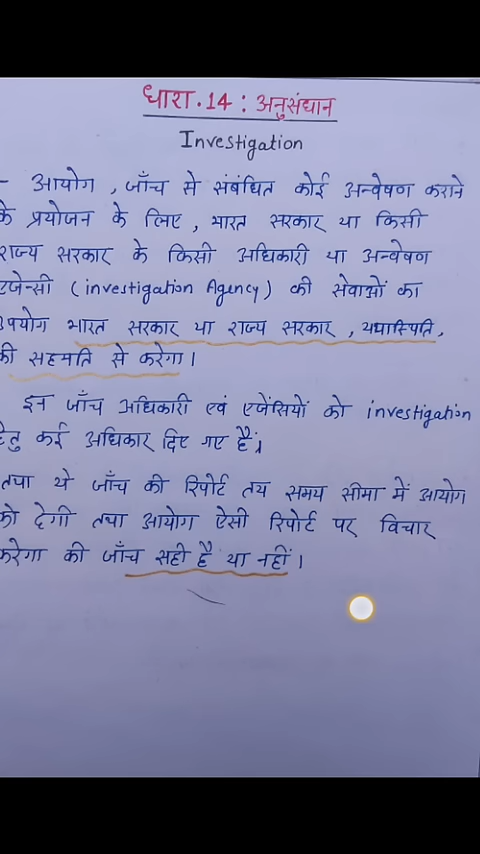 धारा.14 : अनुसंधान
Investigation
- आयोग , जाँच से संबंधित कोई अन्वेषण कराने
के प्रयोजन के लिए , भारत सरकार या किसी
राज्य सरकार के किसी अधिकारी या अन्वेषण
एजेन्सी (investigation Agency) की सेवाओं का
उपयोग भारत सरकार या राज्य सरकार , यथास्थिति,
की सहमति से करेगा।
इन जाँच अधिकारी एवं एजेंसियों को investigation
हेतु कई अधिकार दिए गए हैं।
तथा ये जाँच की रिपोर्ट तय समय सीमा में आयोग
को देगी तथा आयोग ऐसी रिपोर्ट पर विचार
करेगा की जाँच सही है या नहीं।